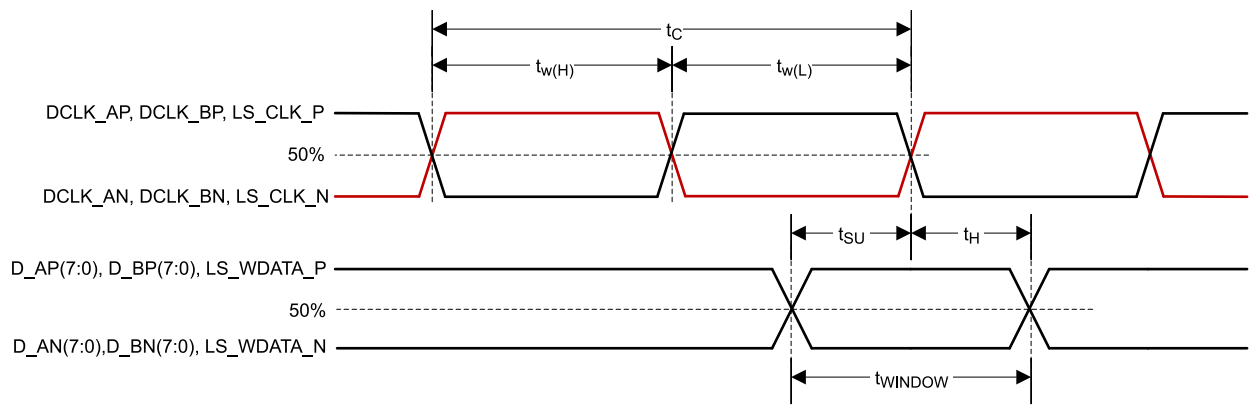 tC
tw(H) tw(L)
DCLK_AP, DCLK_BP, LS_CLK_P
50%
DCLK_AN, DCLK_BN, LS_CLK_N
tSU tH
D_AP(7:0), D_BP(7:0), LS_WDATA_P
50%
D_AN(7:0),D_BN(7:0), LS_WDATA_N
tWINDOW